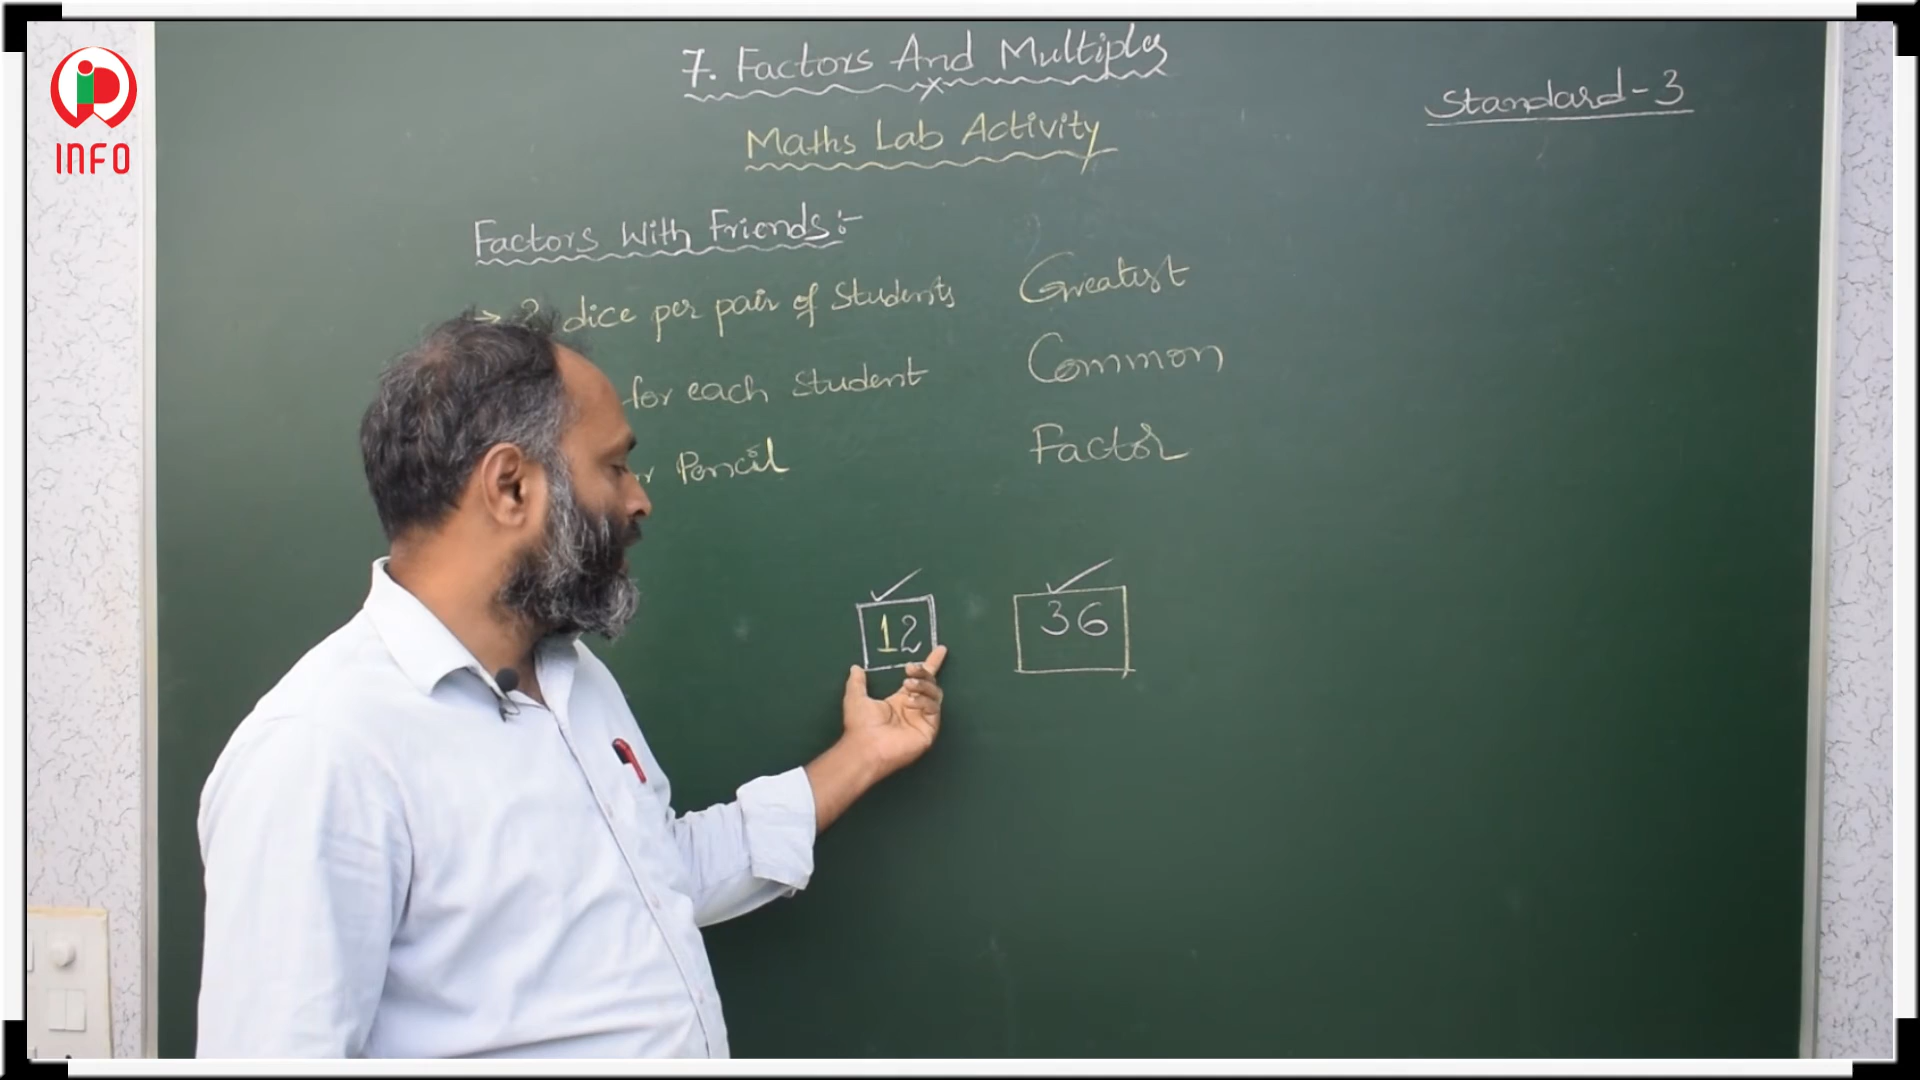 INFO
7. Factors And Multiples
Standard-3
Maths Lab Activity
Factors With Friends:-
→ 2 dice per pair of Students
for each Student
Pencil
Greatest
Common
Factor
12
36